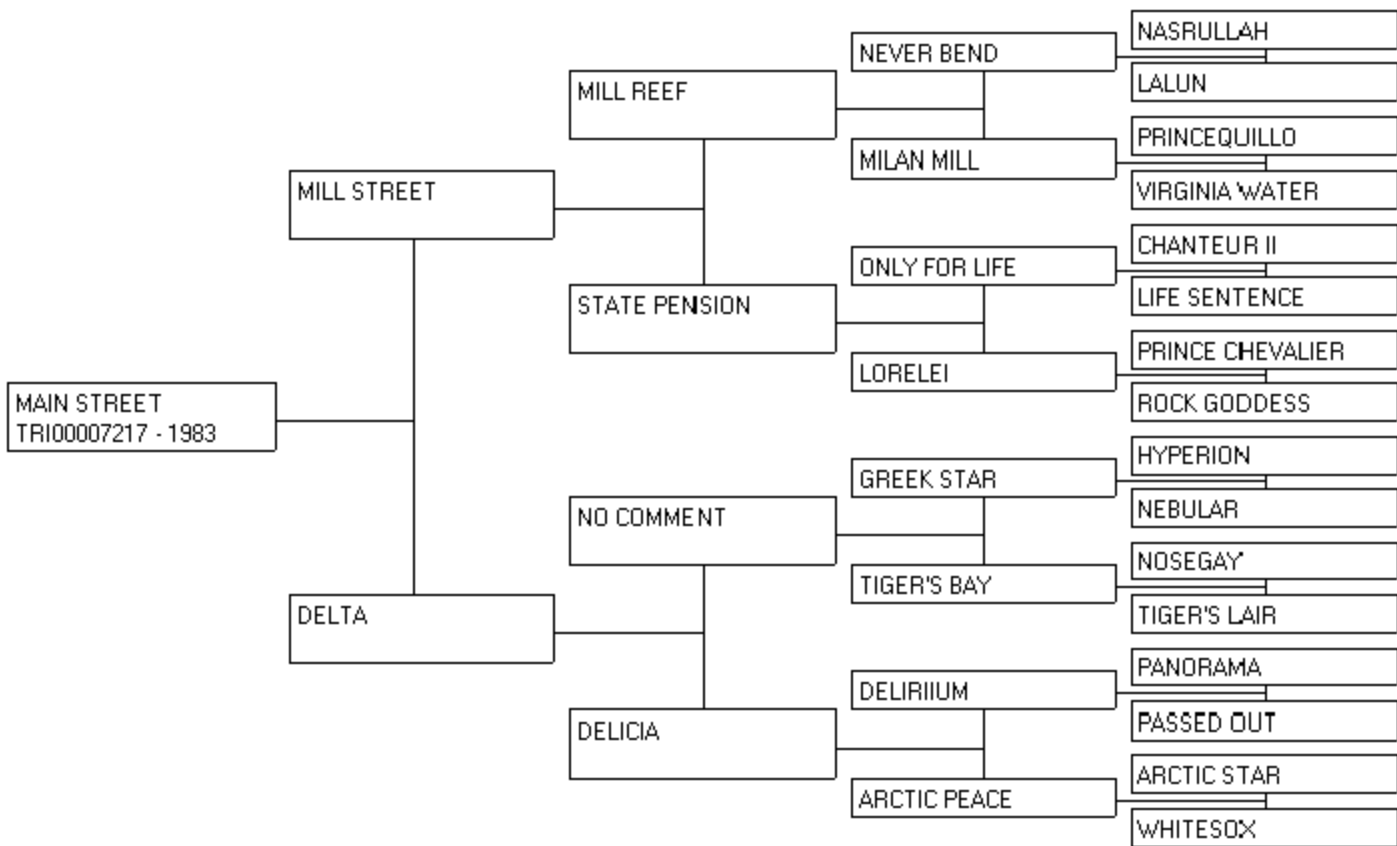 NASRULLAH
NEVER BEND
LALUN
MILL REEF
PRINCEQUILLO
MILAN MILL
VIRGINIA WATER
MILL STREET
CHANTEUR II
ONLY FOR LIFE
LIFE SENTENCE
STATE PENSION
PRINCE CHEVALIER
LORELEI
ROCK GODDESS
MAIN STREET
TRI00007217 - 1983
HYPERION
GREEK STAR
NEBULAR
NO COMMENT
NOSEGAY
TIGER'S BAY
TIGER'S LAIR
DELTA
PANORAMA
DELIRIIUM
PASSED OUT
DELICIA
ARCTIC STAR
ARCTIC PEACE
WHITESOX